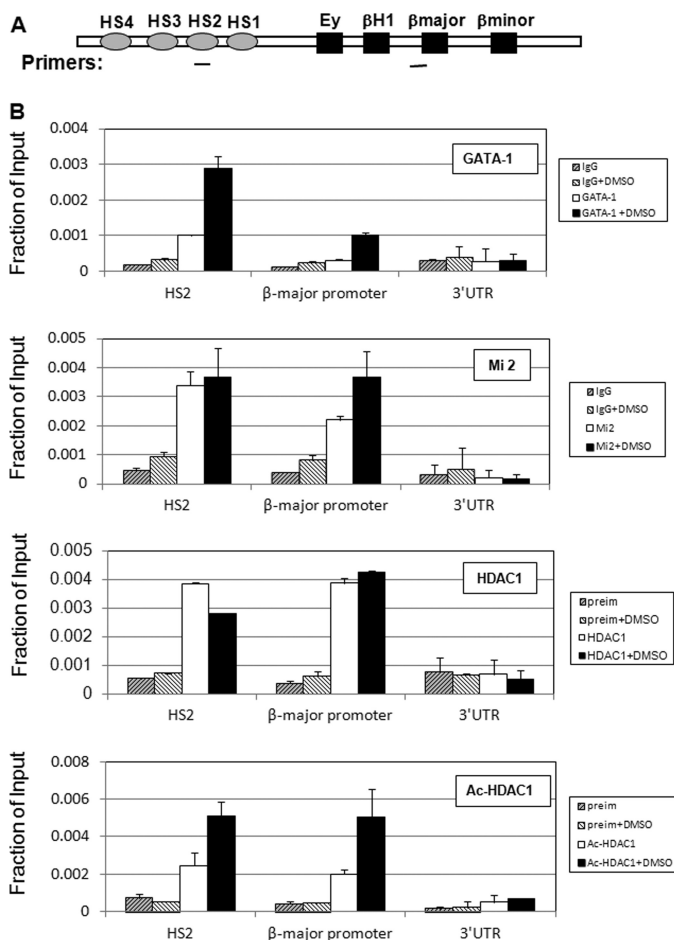 A
HS4 HS3 HS2 HS1 Ey βH1 βmajor βminor
Primers:
B
Fraction of Input
0.004
0.003
0.002
0.001
0
GATA-1
HS2 β-major promoter 3'UTR
IgG
IgG+DMSO
GATA-1
GATA-1 +DMSO
Fraction of Input
0.005
0.004
0.003
0.002
0.001
0
Mi 2
HS2 β-major promoter 3'UTR
IgG
IgG+DMSO
Mi2
Mi2+DMSO
Fraction of Input
0.005
0.004
0.003
0.002
0.001
0
HDAC1
HS2 β-major promoter 3'UTR
preim
preim+DMSO
HDAC1
HDAC1+DMSO
Fraction of Input
0.008
0.006
0.004
0.002
0
Ac-HDAC1
HS2 β-major promoter 3'UTR
preim
preim+DMSO
Ac-HDAC1
Ac-HDAC1+DMSO